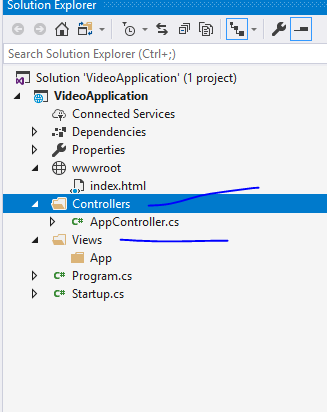 Solution Explorer
Search Solution Explorer (Ctrl+;)
Solution 'VideoApplication' (1 project)
VideoApplication
Connected Services
Dependencies
Properties
wwwroot
index.html
Controllers
C# AppController.cs
Views
App
C# Program.cs
C# Startup.cs